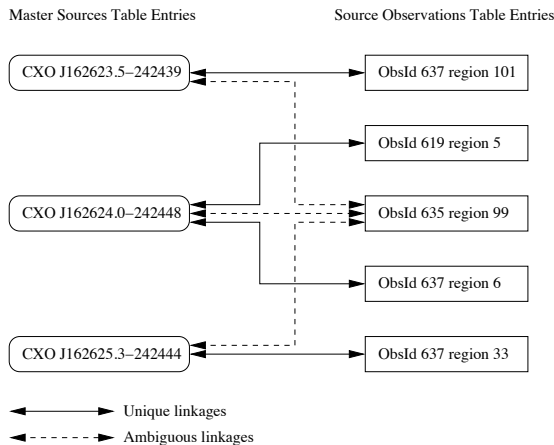 Master Sources Table Entries
Source Observations Table Entries
CXO J162623.5–242439
ObsId 637 region 101
ObsId 619 region 5
CXO J162624.0–242448
ObsId 635 region 99
ObsId 637 region 6
CXO J162625.3–242444
ObsId 637 region 33
Unique linkages
Ambiguous linkages